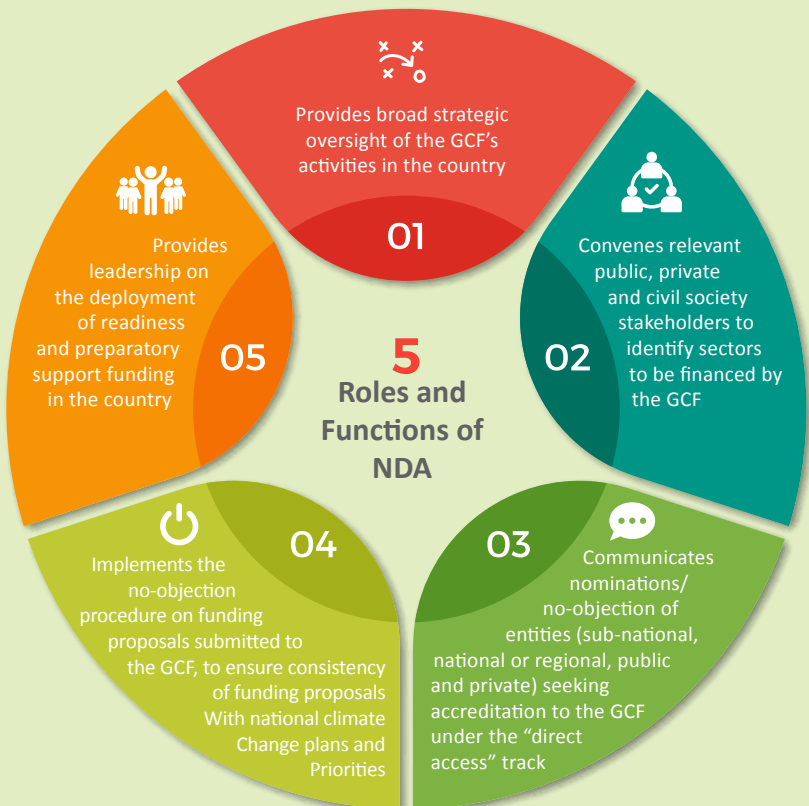 5
Roles and
Functions of
NDA
Provides broad strategic
oversight of the GCF's
activities in the country
01
Convenes relevant
public, private
and civil society
stakeholders to
identify sectors
to be financed by
the GCF
02
03
Communicates
nominations/
no-objection of
entities (sub-national,
national or regional, public
and private) seeking
accreditation to the GCF
under the “direct
access” track
04
Implements the
no-objection
procedure on funding
proposals submitted to
the GCF, to ensure consistency
of funding proposals
With national climate
Change plans and
Priorities
Provides
leadership on
the deployment
of readiness
and preparatory
support funding
in the country
05